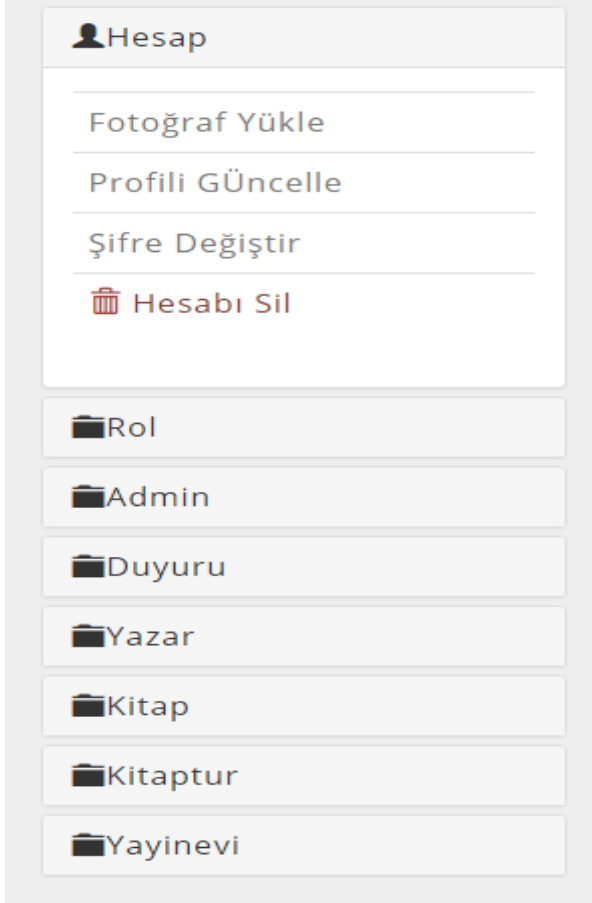 Hesap
Fotoğraf Yükle
Profili GÜncelle
Şifre Değiştir
Hesabı Sil
Rol
Admin
Duyuru
Yazar
Kitap
Kitaptur
Yayinevi